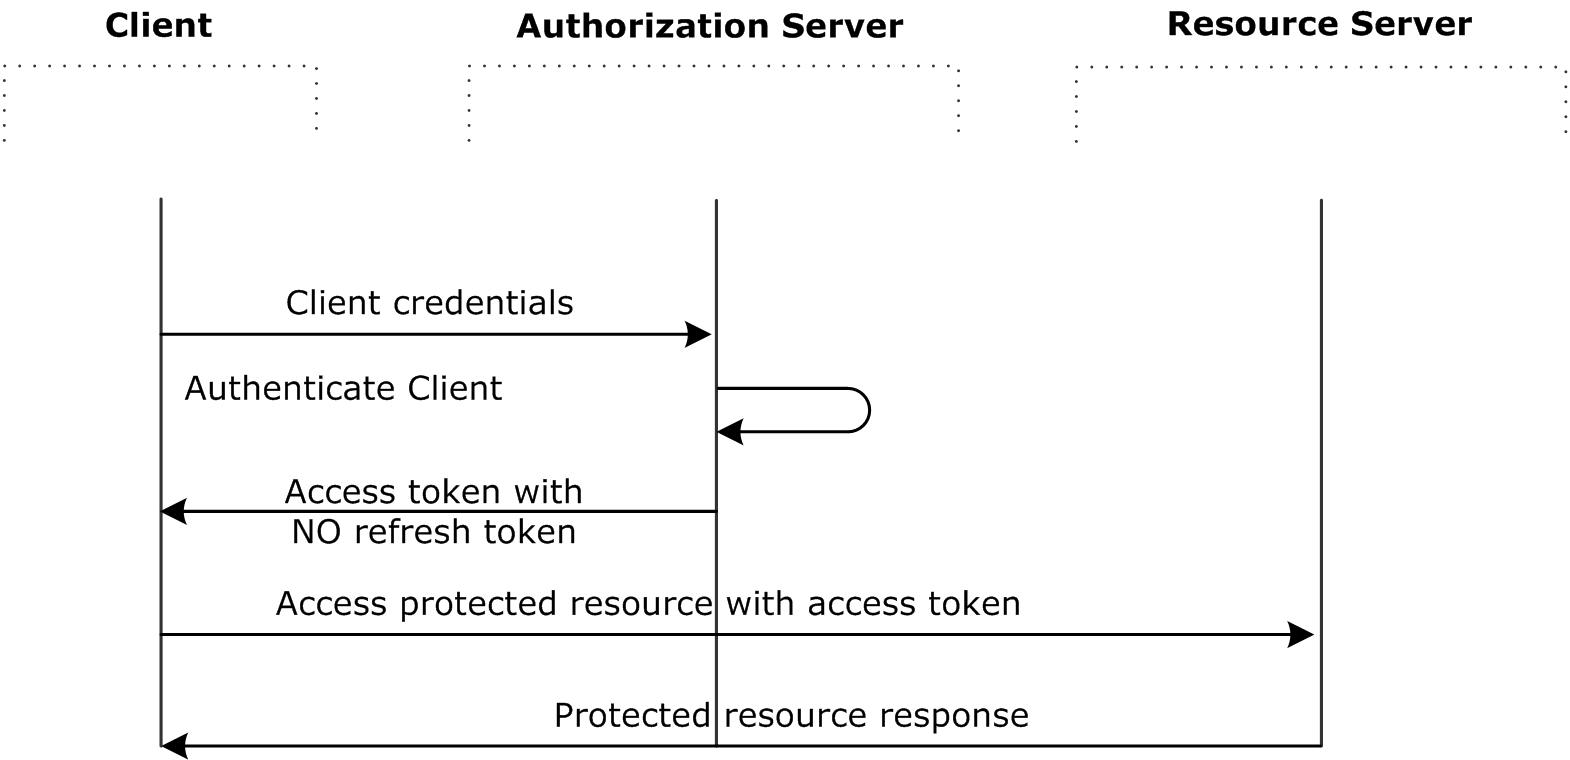 Client
Authorization Server
Resource Server
Client credentials
Authenticate Client
Access token with
NO refresh token
Access protected resource with access token
Protected resource response